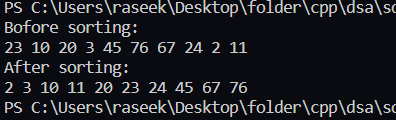 PS C:\Users\raseek\Desktop\folder\cpp\dsa\so
Bofore sorting:
23 10 20 3 45 76 67 24 2 11
After sorting:
2 3 10 11 20 23 24 45 67 76
PS C:\Users\raseek\Desktop\folder\cpp\dsa\so